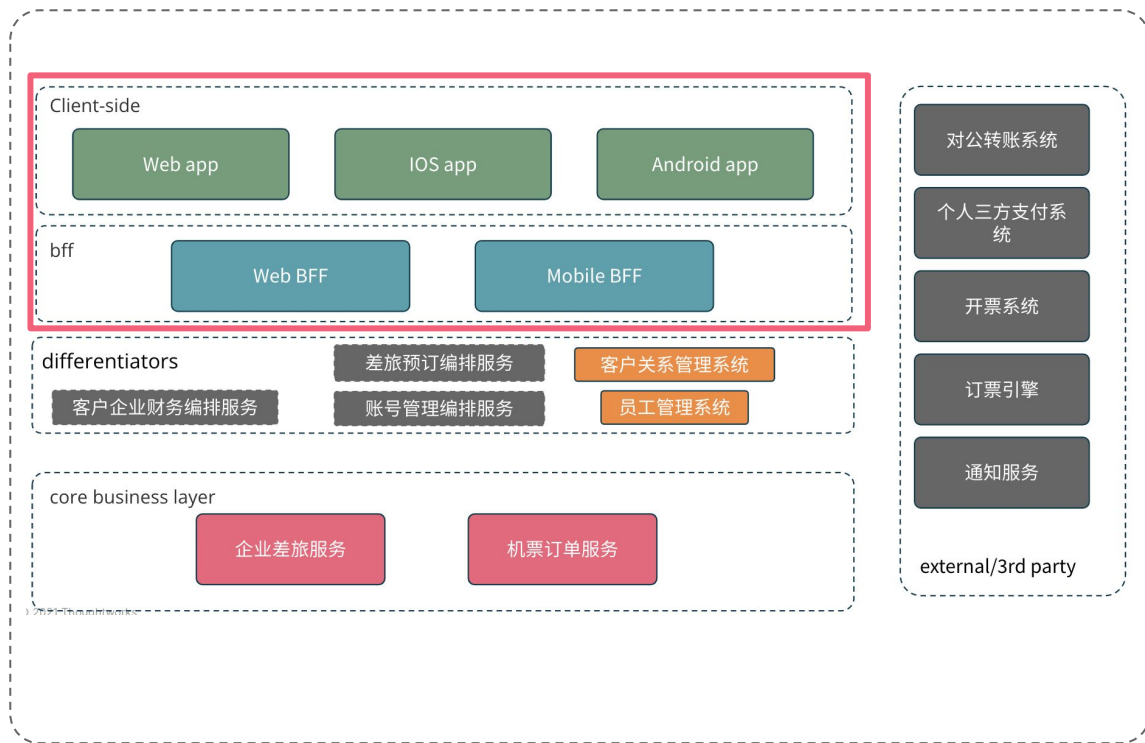 Client-side
Web app
IOS app
Android app
bff
Web BFF
Mobile BFF
differentiators
差旅预订编排服务
客户关系管理系统
客户企业财务编排服务
账号管理编排服务
员工管理系统
core business layer
企业差旅服务
机票订单服务
2021 Thoughtworks
对公转账系统
个人三方支付系
统
开票系统
订票引擎
通知服务
external/3rd party